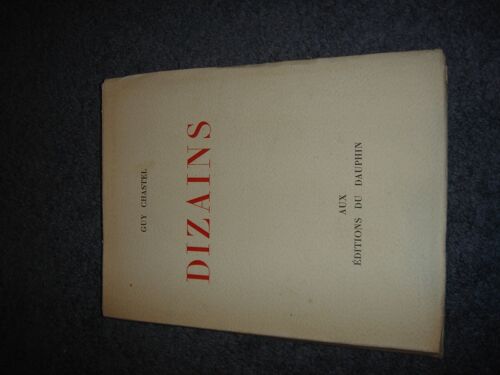 GUY CHASTEL
DIZAINS
AUX
ÉDITIONS DU DAUPHIN